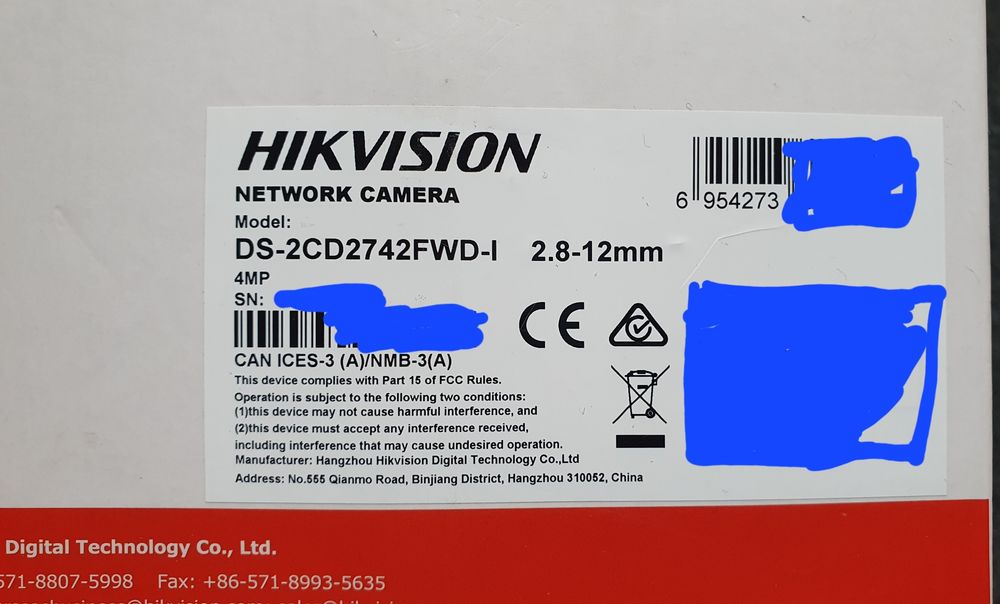 HIKVISION
NETWORK CAMERA
Model:
DS-2CD2742FWD-I 2.8-12mm
4MP
SN:
6 954273
CAN ICES-3 (A)/NMB-3(A)
This device complies with Part 15 of FCC Rules.
Operation is subject to the following two conditions:
(1)this device may not cause harmful interference, and
(2)this device must accept any interference received,
including interference that may cause undesired operation.
Manufacturer: Hangzhou Hikvision Digital Technology Co.,Ltd
Address: No.555 Qianmo Road, Binjiang District, Hangzhou 310052, China
CE
Digital Technology Co., Ltd.
571-8807-5998 Fax: +86-571-8993-5635